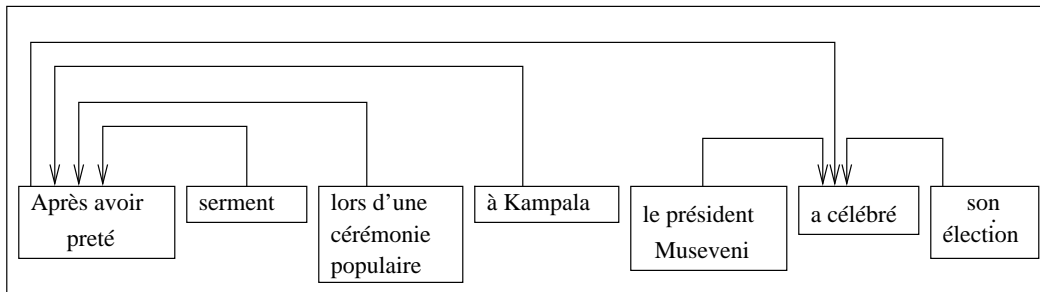 Après avoir
preté
serment
lors d'une
cérémonie
populaire
à Kampala
le président
Museveni
a célébré
son
élection